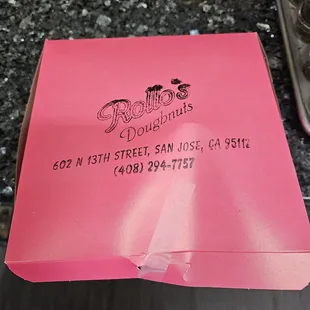 Rollo's
Doughnuts
602 N 13TH STREET, SAN JOSE, CA 95112
(408) 294-7757